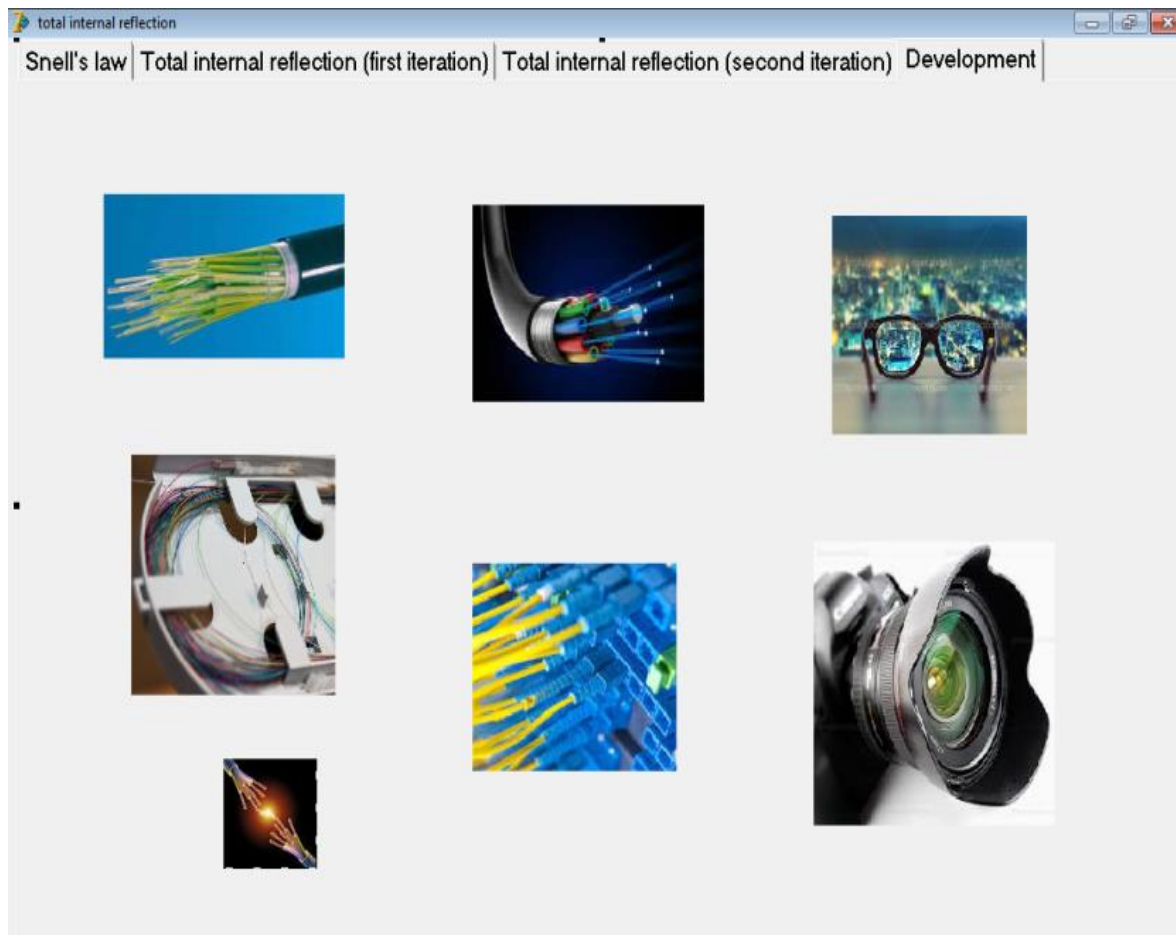 total internal reflection
Snell's law Total internal reflection (first iteration) Total internal reflection (second iteration) Development